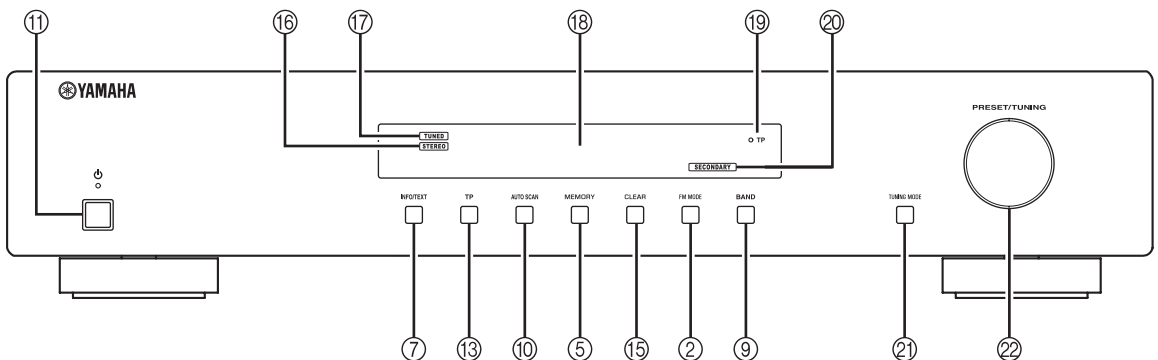 ⑪ ⑯ ⑰ ⑱ ⑲ ⑳
YAMAHA
PRESET/TUNING
TUNED
STEREO
TP
SECONDARY
INFO/TEXT TP AUTO SCAN MEMORY CLEAR FM MODE BAND TUNING MODE
⑦ ⑬ ⑩ ⑤ ⑮ ② ⑨ ㉑ ㉒